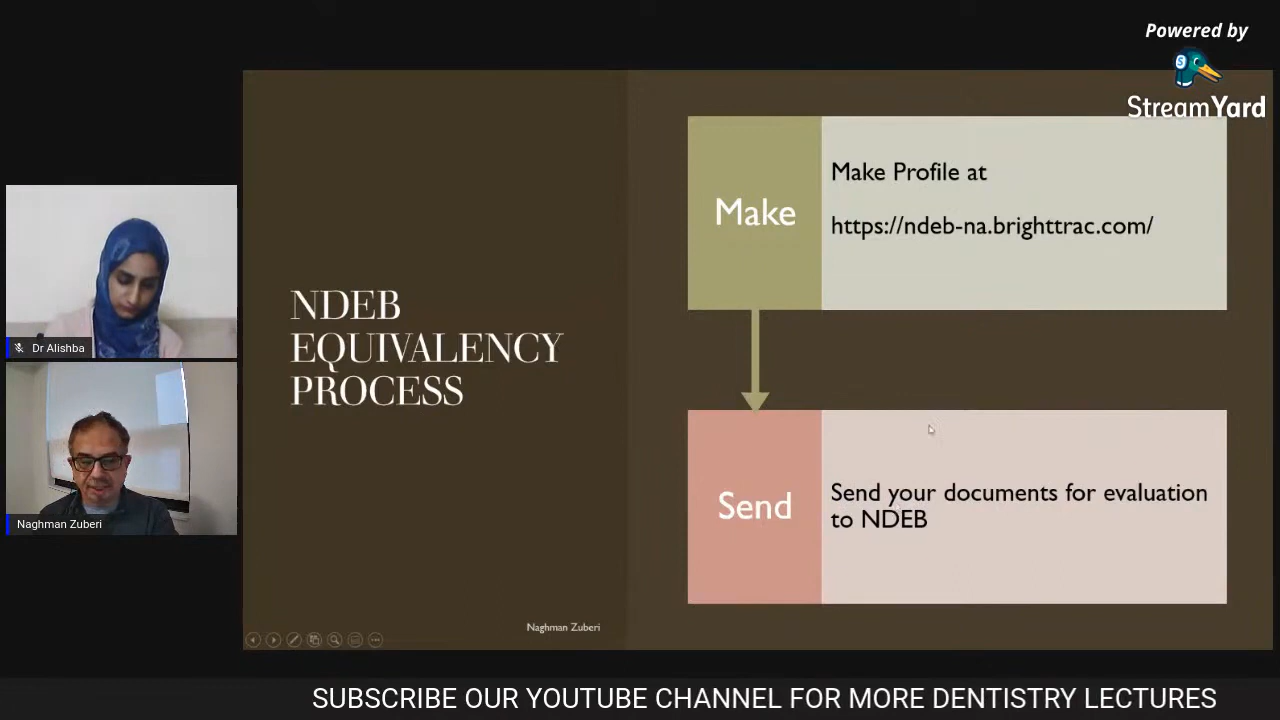 Powered by
StreamYard
Make
Make Profile at
https://ndeb-na.brighttrac.com/
NDEB
EQUIVALENCY
PROCESS
Send
Send your documents for evaluation
to NDEB
Dr Alishba
Naghman Zuberi
Naghman Zuberi
SUBSCRIBE OUR YOUTUBE CHANNEL FOR MORE DENTISTRY LECTURES